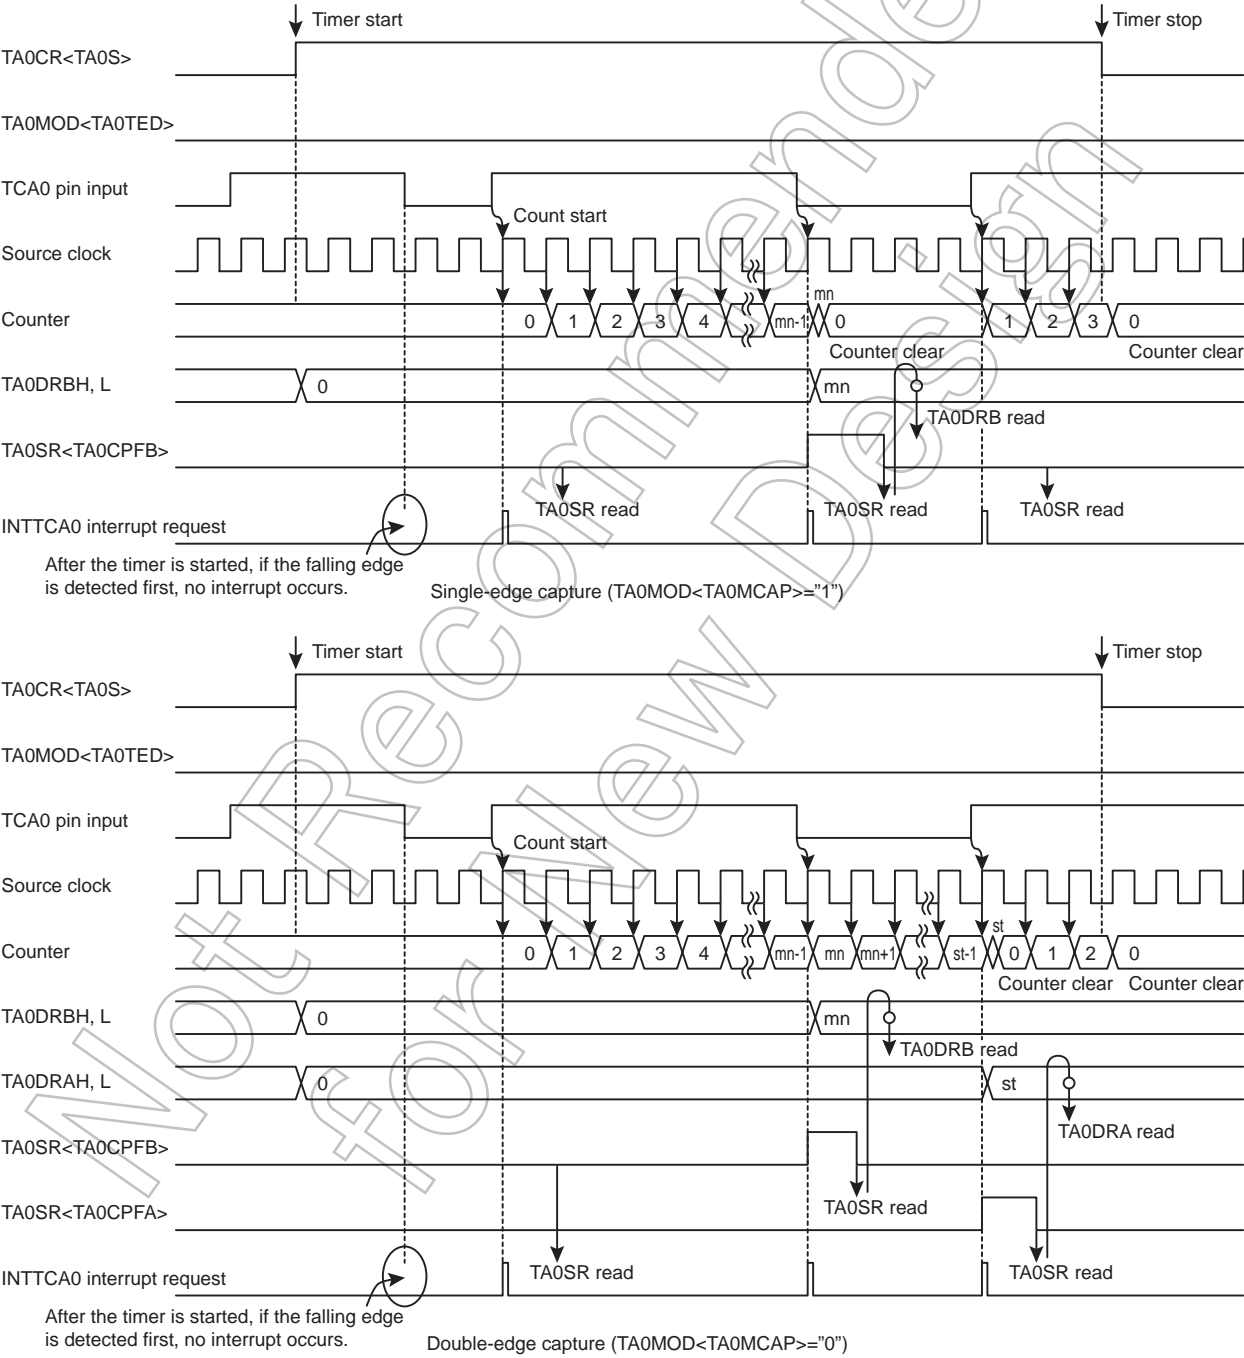 Timer start
Timer stop
TA0CR<TA0S>
TA0MOD<TA0TED>
TCA0 pin input
Count start
Source clock
mn
Counter
0 1 2 3 4 mn-1 0 1 2 3 0
Counter clear
Counter clear
TA0DRBH, L
0
mn
TA0DRB read
TA0SR<TA0CPFB>
TA0SR read
TA0SR read
TA0SR read
INTTCA0 interrupt request
After the timer is started, if the falling edge
is detected first, no interrupt occurs.
Single-edge capture (TA0MOD<TA0MCAP>=”1”)
Timer start
Timer stop
TA0CR<TA0S>
TA0MOD<TA0TED>
TCA0 pin input
Count start
Source clock
st
Counter
0 1 2 3 4 mn-1 mn mn+1 st-1 0 1 2 0
Counter clear
Counter clear
TA0DRBH, L
0
mn
TA0DRB read
TA0DRAH, L
0
st
TA0DRA read
TA0SR<TA0CPFB>
TA0SR read
TA0SR<TA0CPFA>
TA0SR read
TA0SR read
INTTCA0 interrupt request
After the timer is started, if the falling edge
is detected first, no interrupt occurs.
Double-edge capture (TA0MOD<TA0MCAP>=”0”)
Not Recommended
for New Design